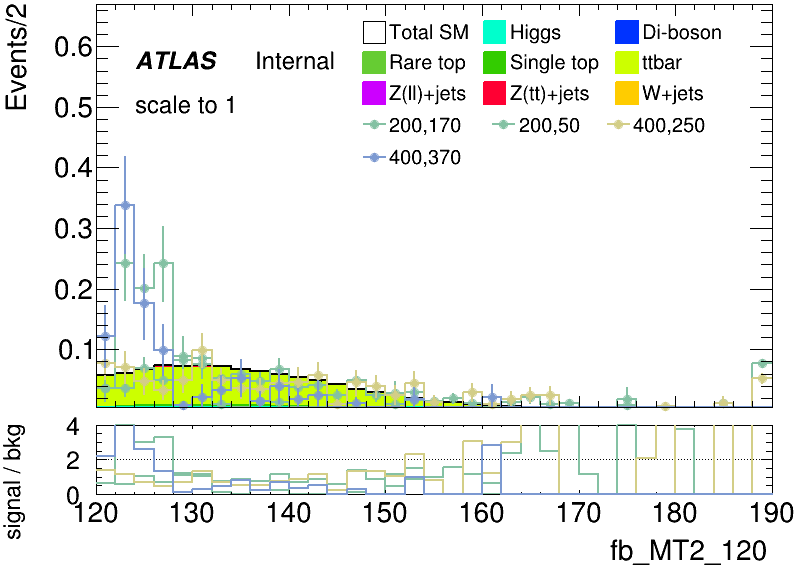 Events/2
ATLAS Internal
scale to 1
Total SM Higgs Di-boson
Rare top Single top ttbar
Z(ll)+jets Z(tt)+jets W+jets
200,170 200,50 400,250
400,370
0.6
0.5
0.4
0.3
0.2
0.1
signal / bkg
4
2
0
120 130 140 150 160 170 180 190
fb_MT2_120